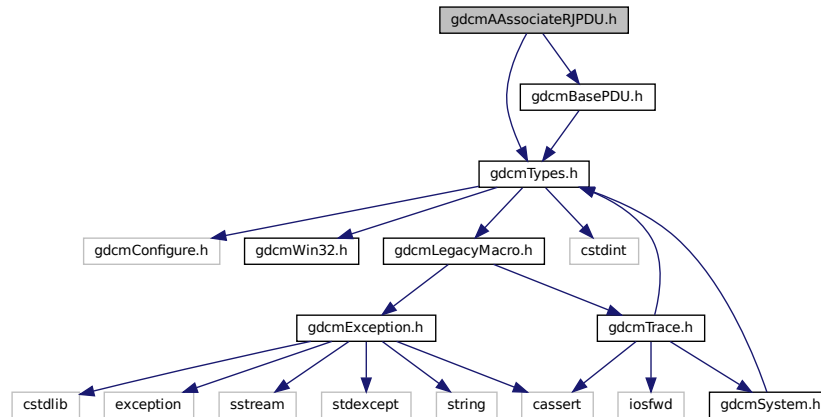 gdcmAAssociateRJPDU.h
gdcmBasePDU.h
gdcmTypes.h
gdcmConfigure.h
gdcmWin32.h
gdcmLegacyMacro.h
cstdint
gdcmException.h
gdcmTrace.h
cstdlib
exception
sstream
stdexcept
string
cassert
iosfwd
gdcmSystem.h